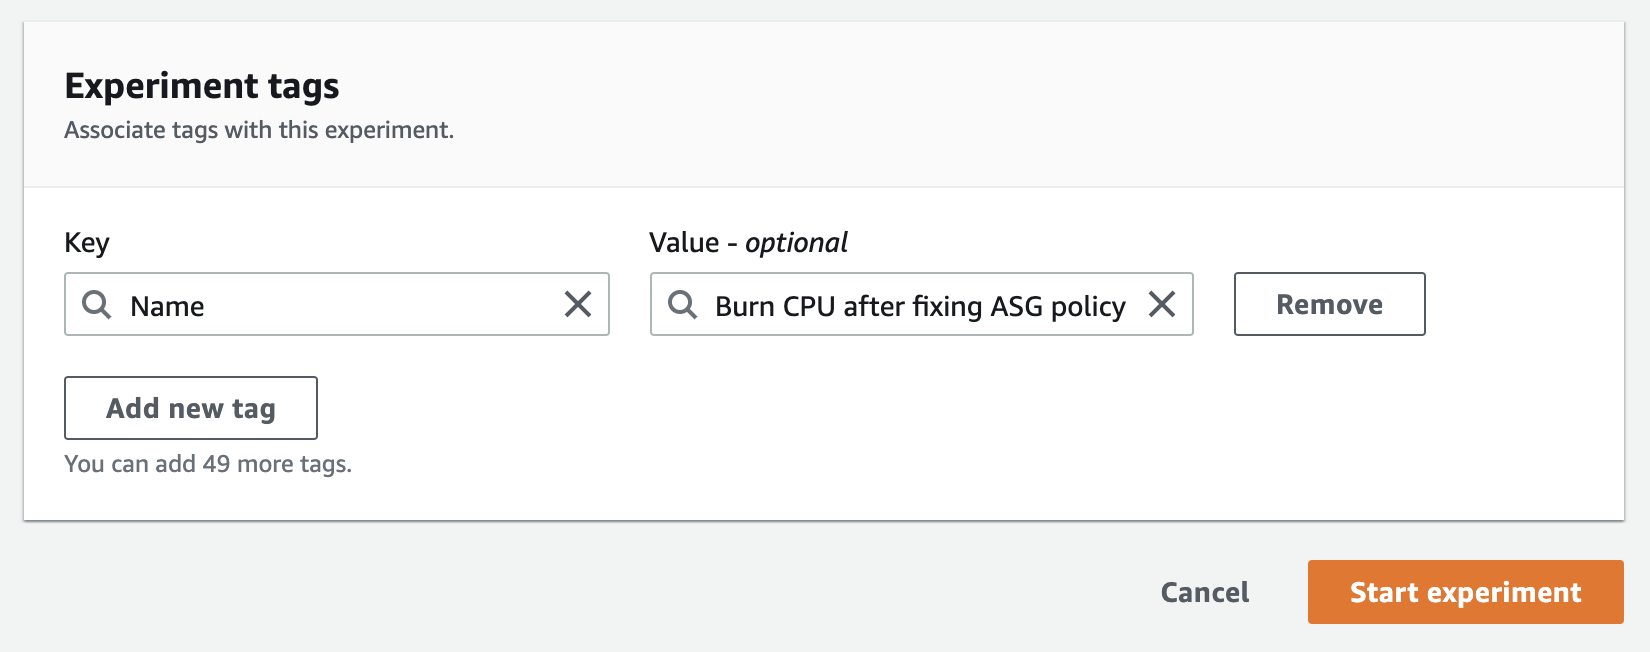 Experiment tags
Associate tags with this experiment.
Key
Value - optional
Name
Burn CPU after fixing ASG policy
Remove
Add new tag
You can add 49 more tags.
Cancel
Start experiment